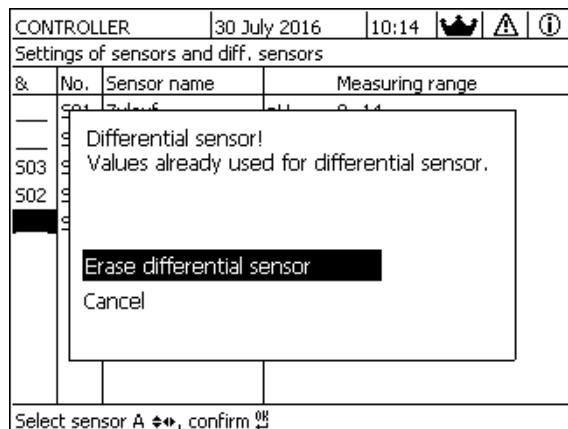 CONTROLLER 30 July 2016 10:14
Settings of sensors and diff. sensors
& No. Sensor name Measuring range
Differential sensor!
Values already used for differential sensor.
S03
S02
Erase differential sensor
Cancel
Select sensor A , confirm OK